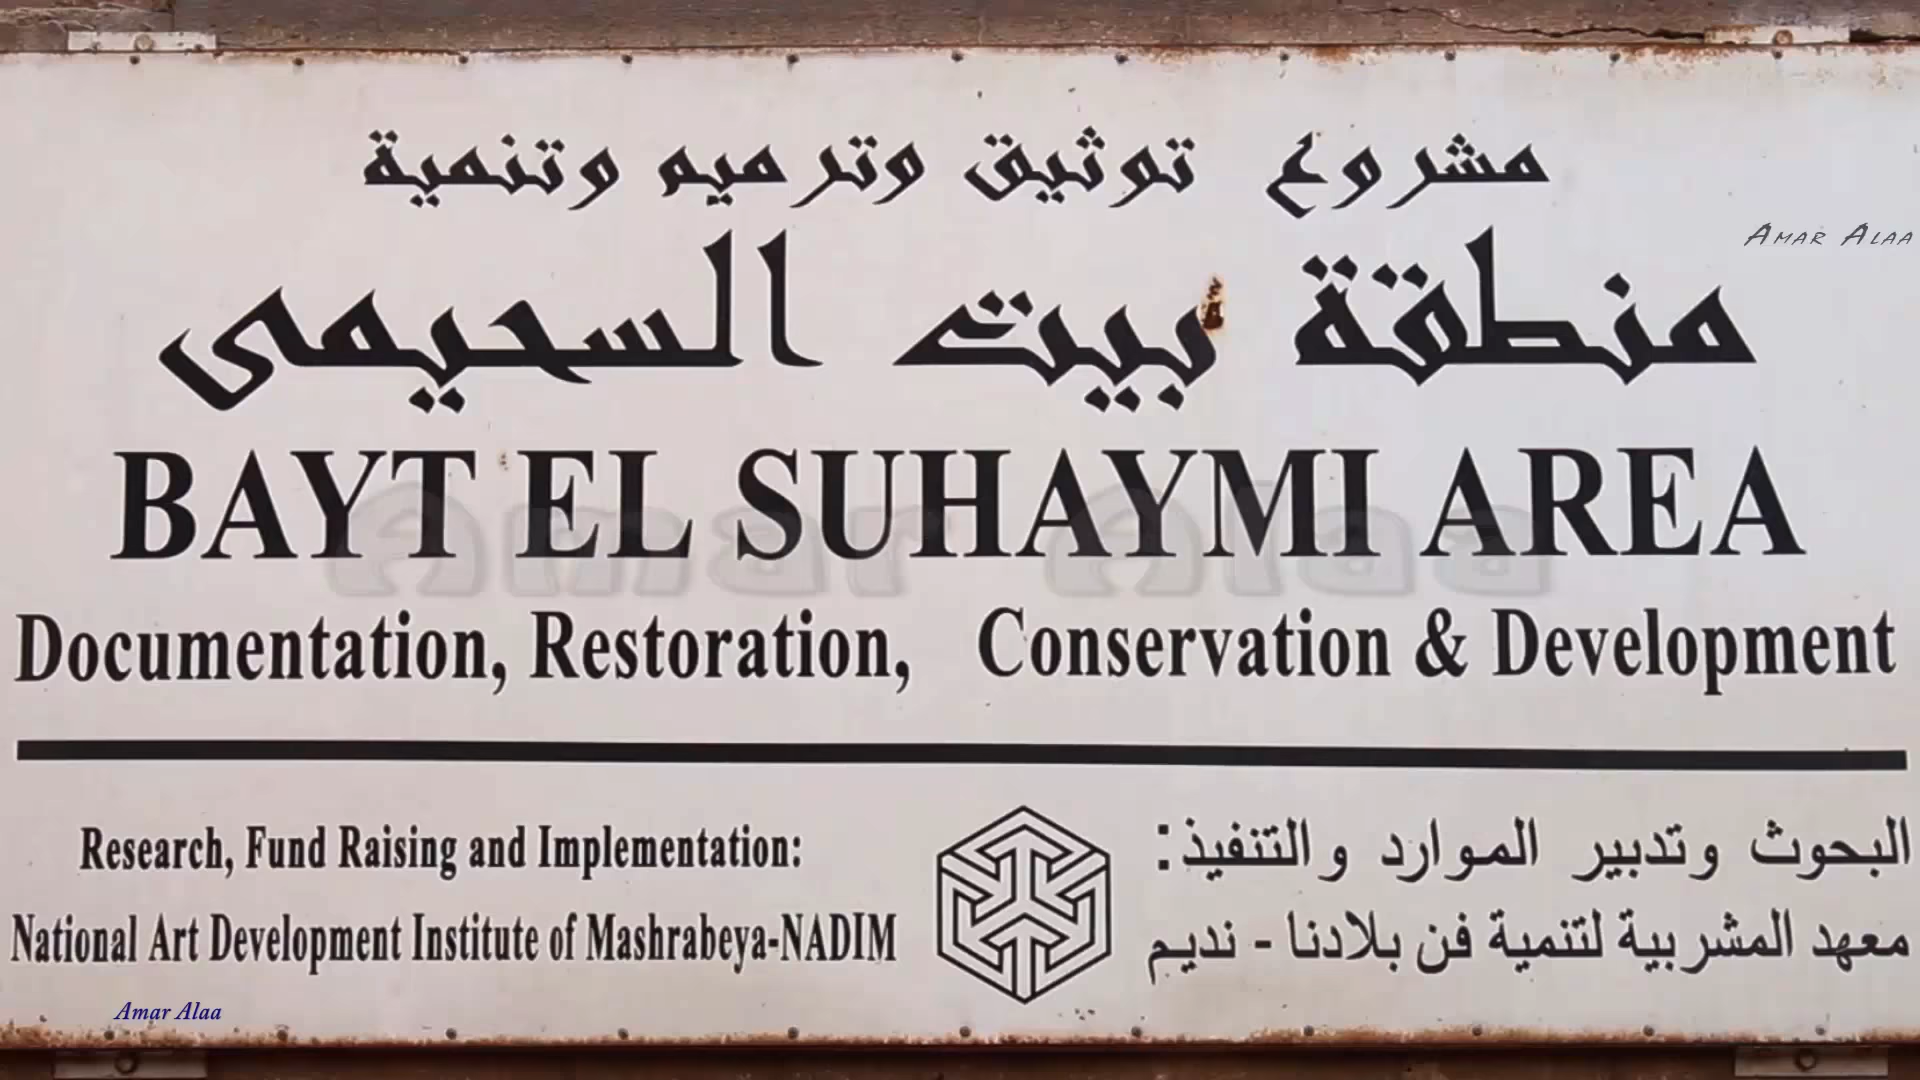 مشروع توثيق وترميم وتنمية
منطقة بيت السحيمى
Amar Alaa
BAYT EL SUHAYMI AREA
Amar Alaa
Documentation, Restoration, Conservation & Development
Research, Fund Raising and Implementation:
البحوث وتدبير الموارد والتنفيذ:
National Art Development Institute of Mashrabeya-NADIM
معهد المشربية لتنمية فن بلادنا - نديم
Amar Alaa